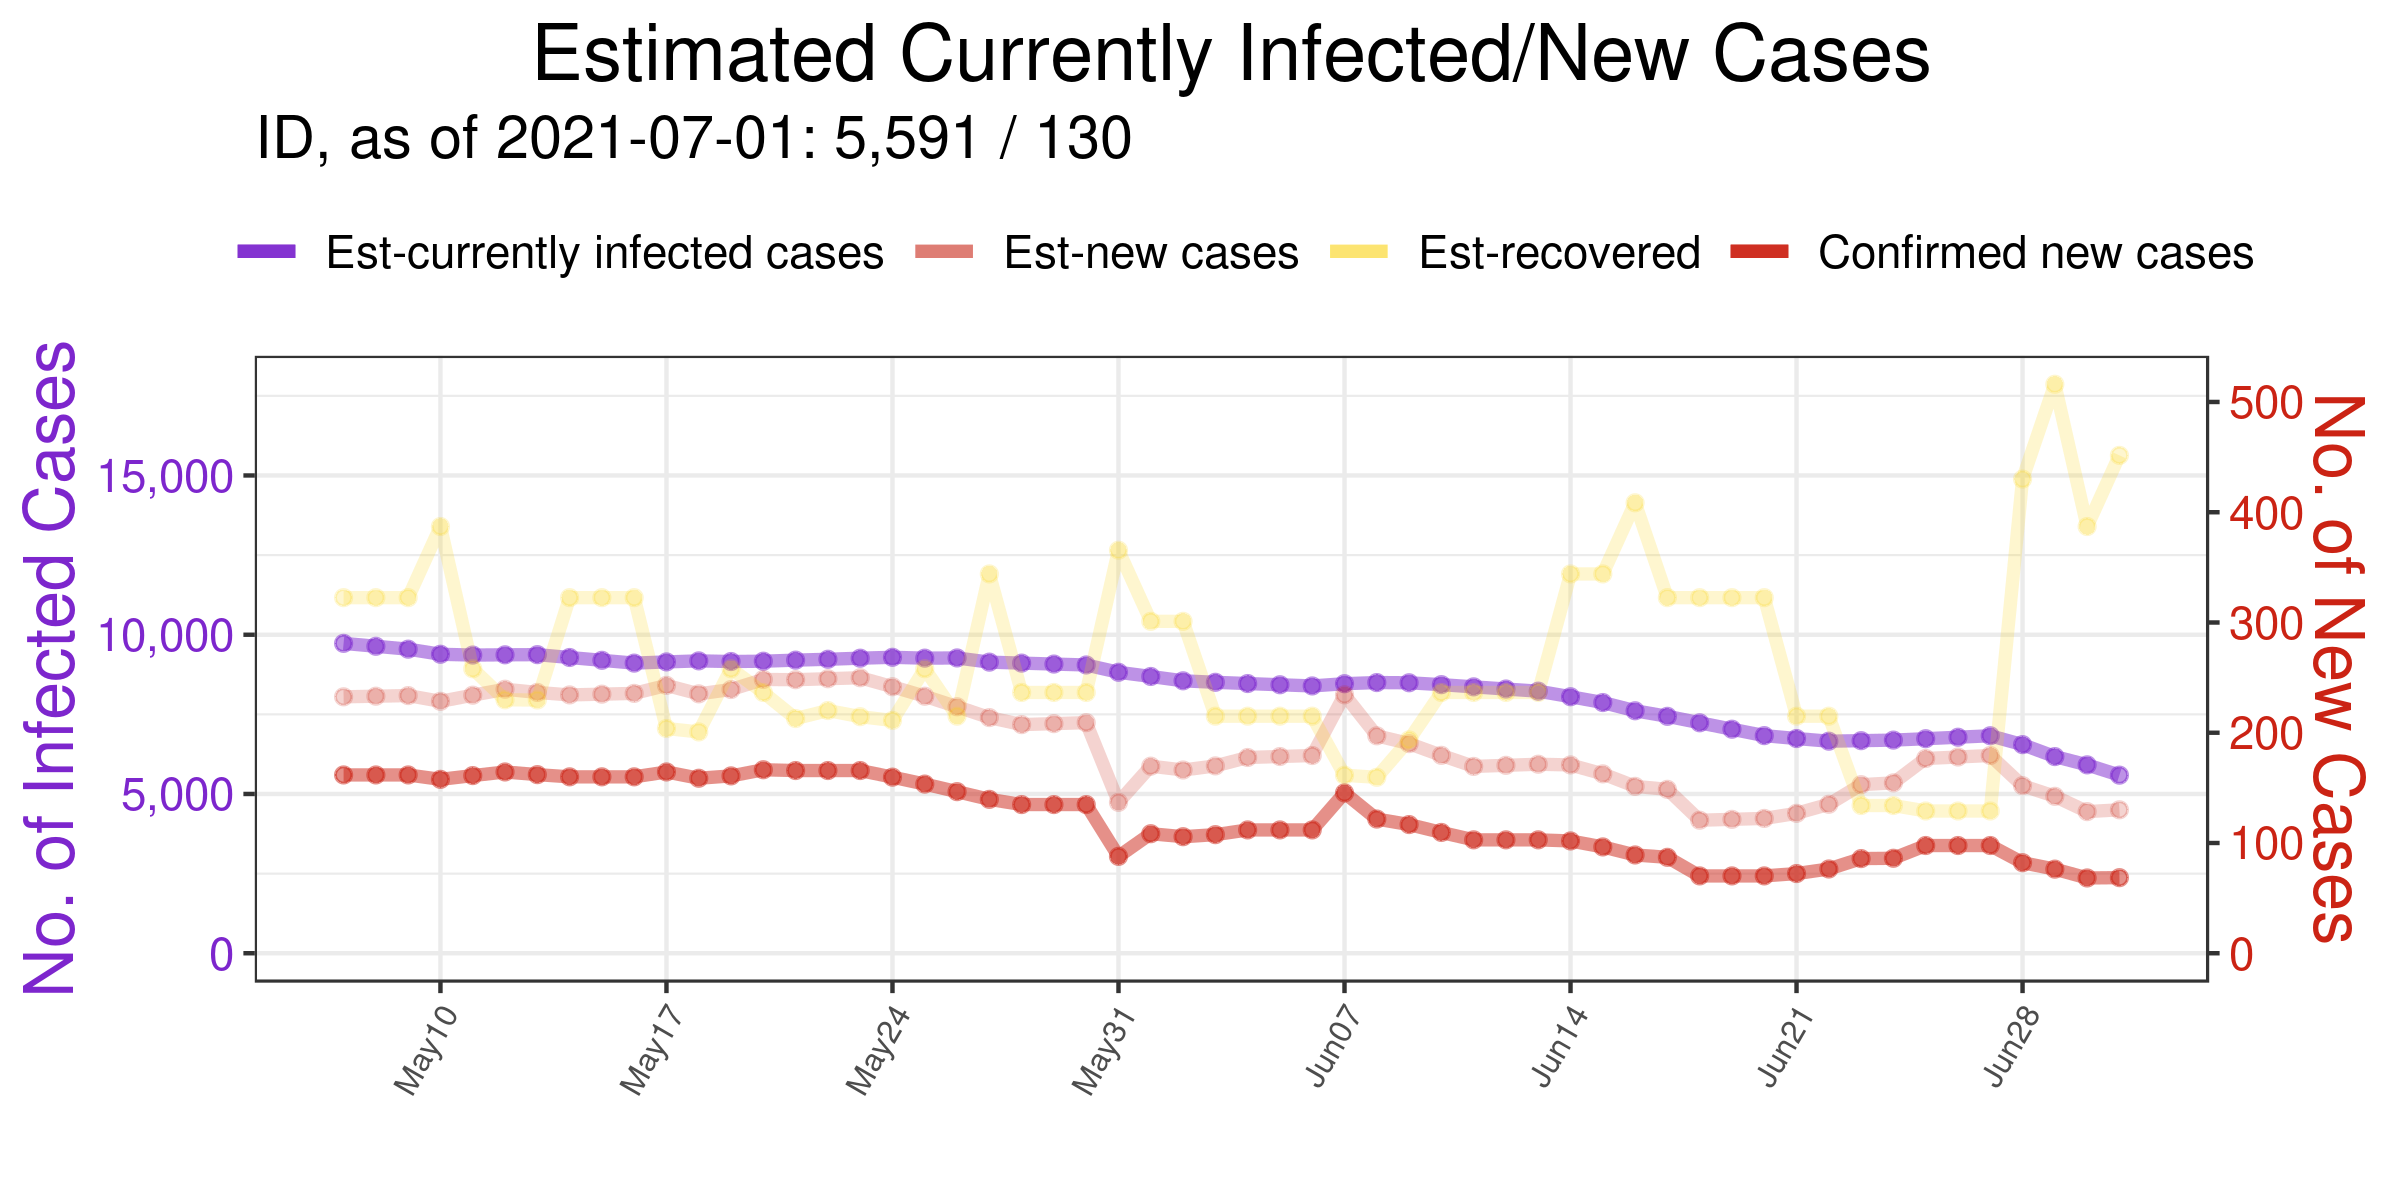 Estimated Currently Infected/New Cases
ID, as of 2021-07-01: 5,591 / 130
Est-currently infected cases Est-new cases Est-recovered Confirmed new cases
No. of Infected Cases
15,000
10,000
5,000
0
500
400
300
200
100
0
No. of New Cases
May10 May17 May24 May31 Jun07 Jun14 Jun21 Jun28